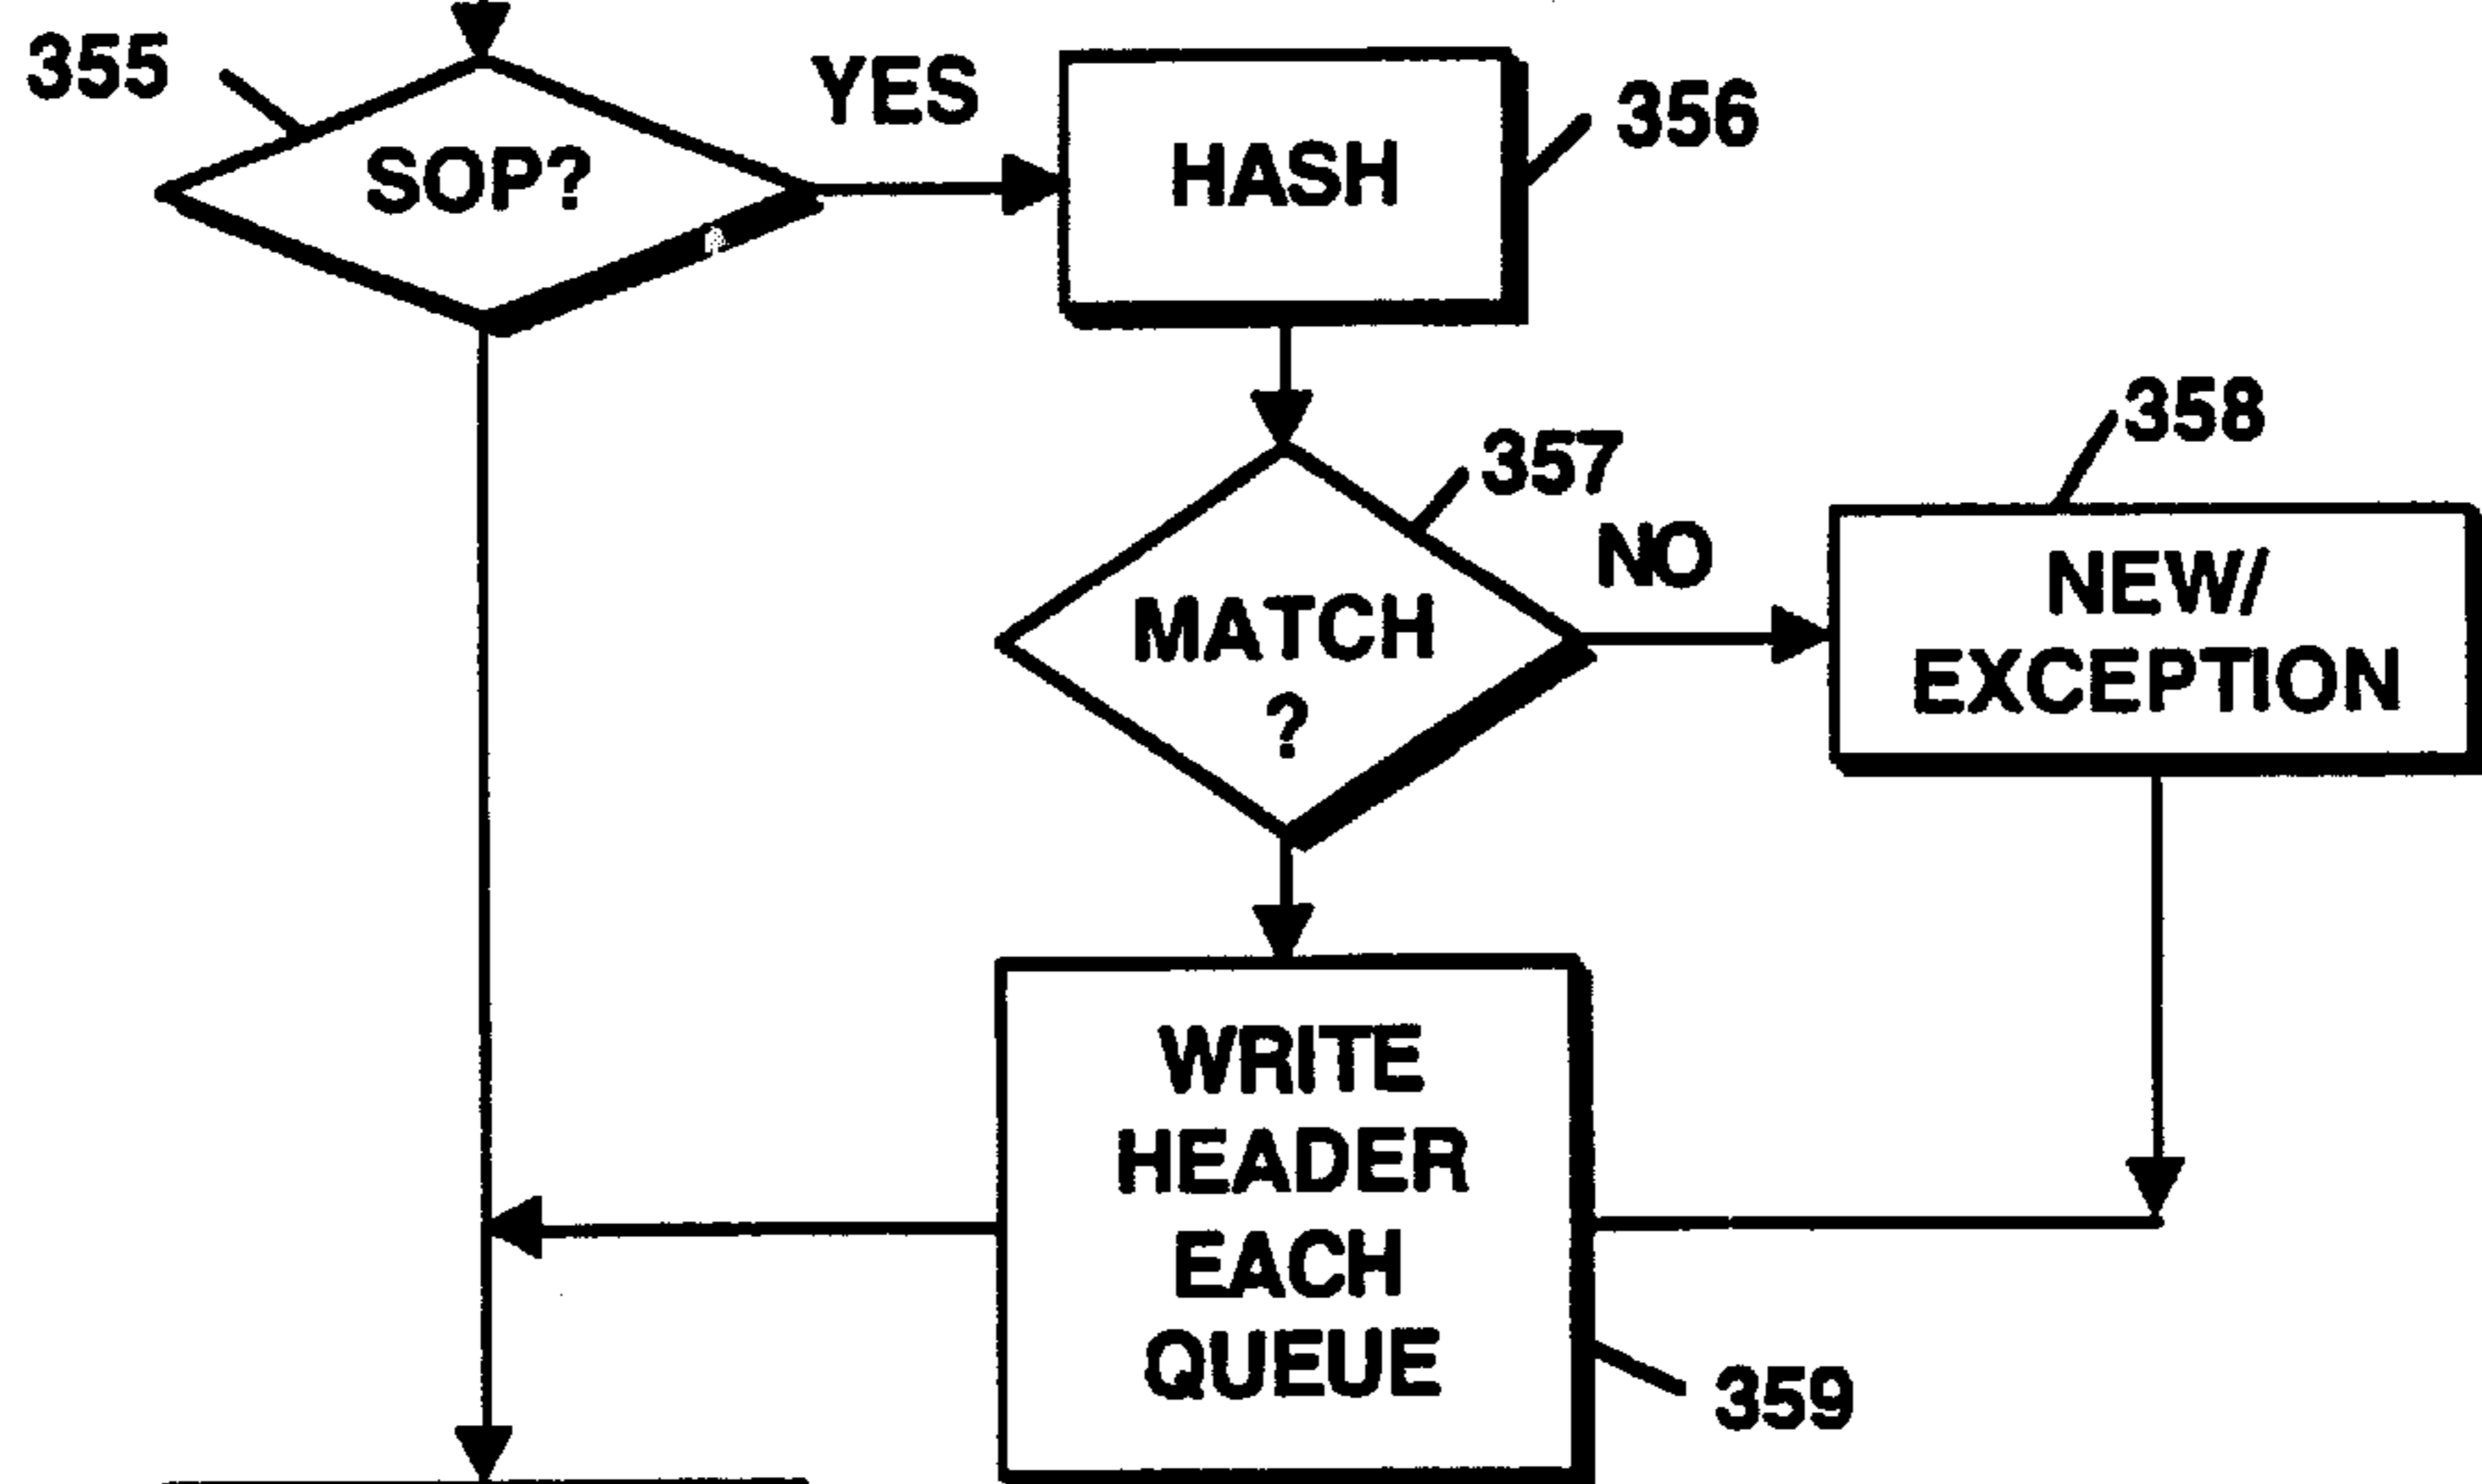 355
SOP?
YES
HASH
356
357
MATCH
?
NO
358
NEW/
EXCEPTION
WRITE
HEADER
EACH
QUEUE
359